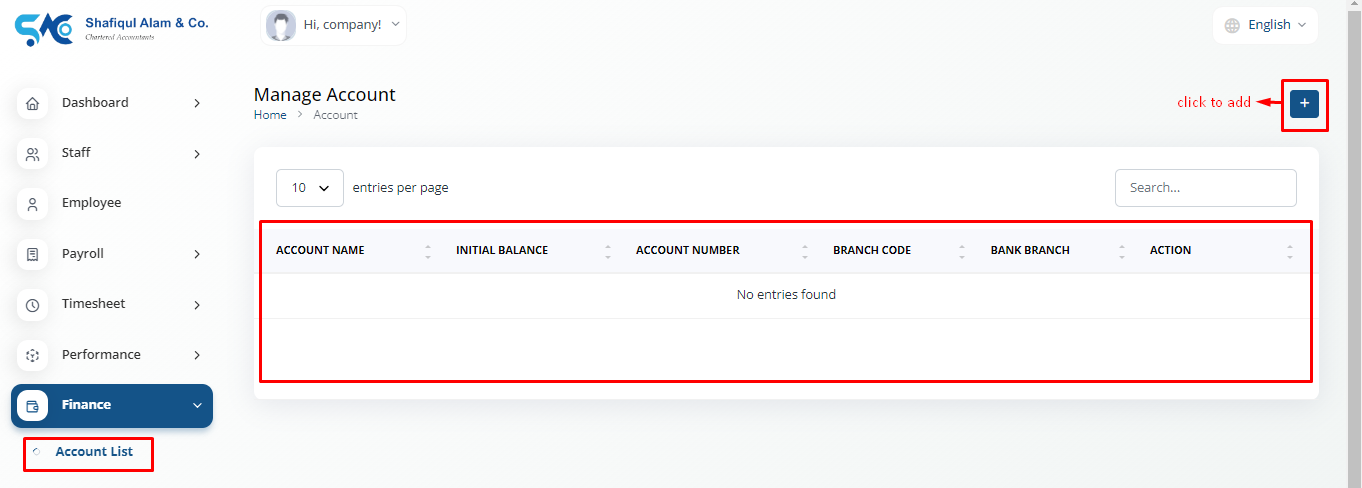 Shafiqul Alam & Co.
Chartered Accountants
Hi, company!
English
Dashboard
Staff
Employee
Payroll
Timesheet
Performance
Finance
Account List
Manage Account
Home > Account
click to add
+
10 entries per page
Search...
ACCOUNT NAME INITIAL BALANCE ACCOUNT NUMBER BRANCH CODE BANK BRANCH ACTION
No entries found